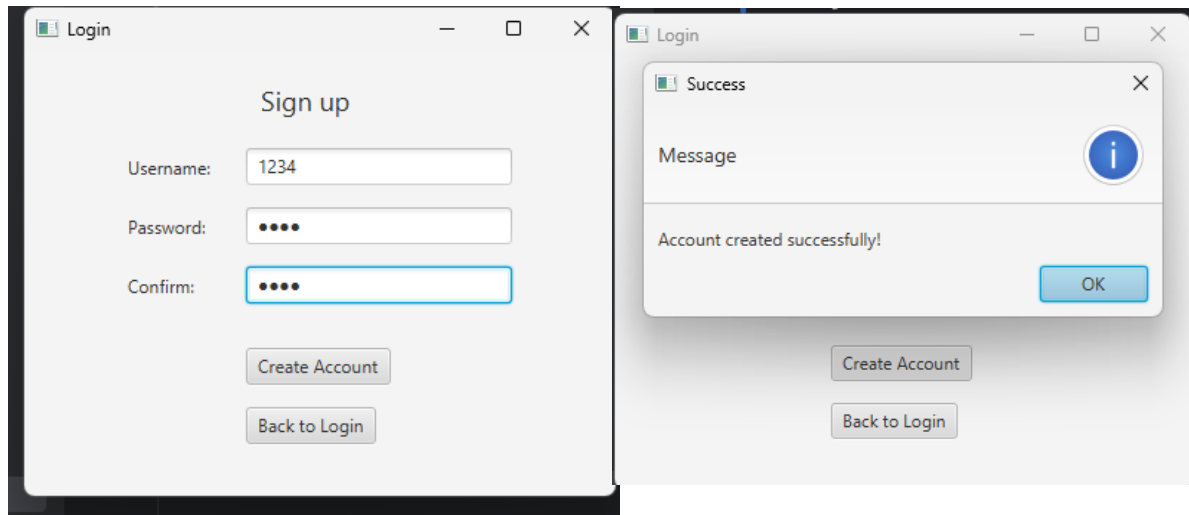 Login
Sign up
Username: 1234
Password: ••••
Confirm: ••••
Create Account
Back to Login
Login
Success
Message
i
Account created successfully!
OK
Create Account
Back to Login